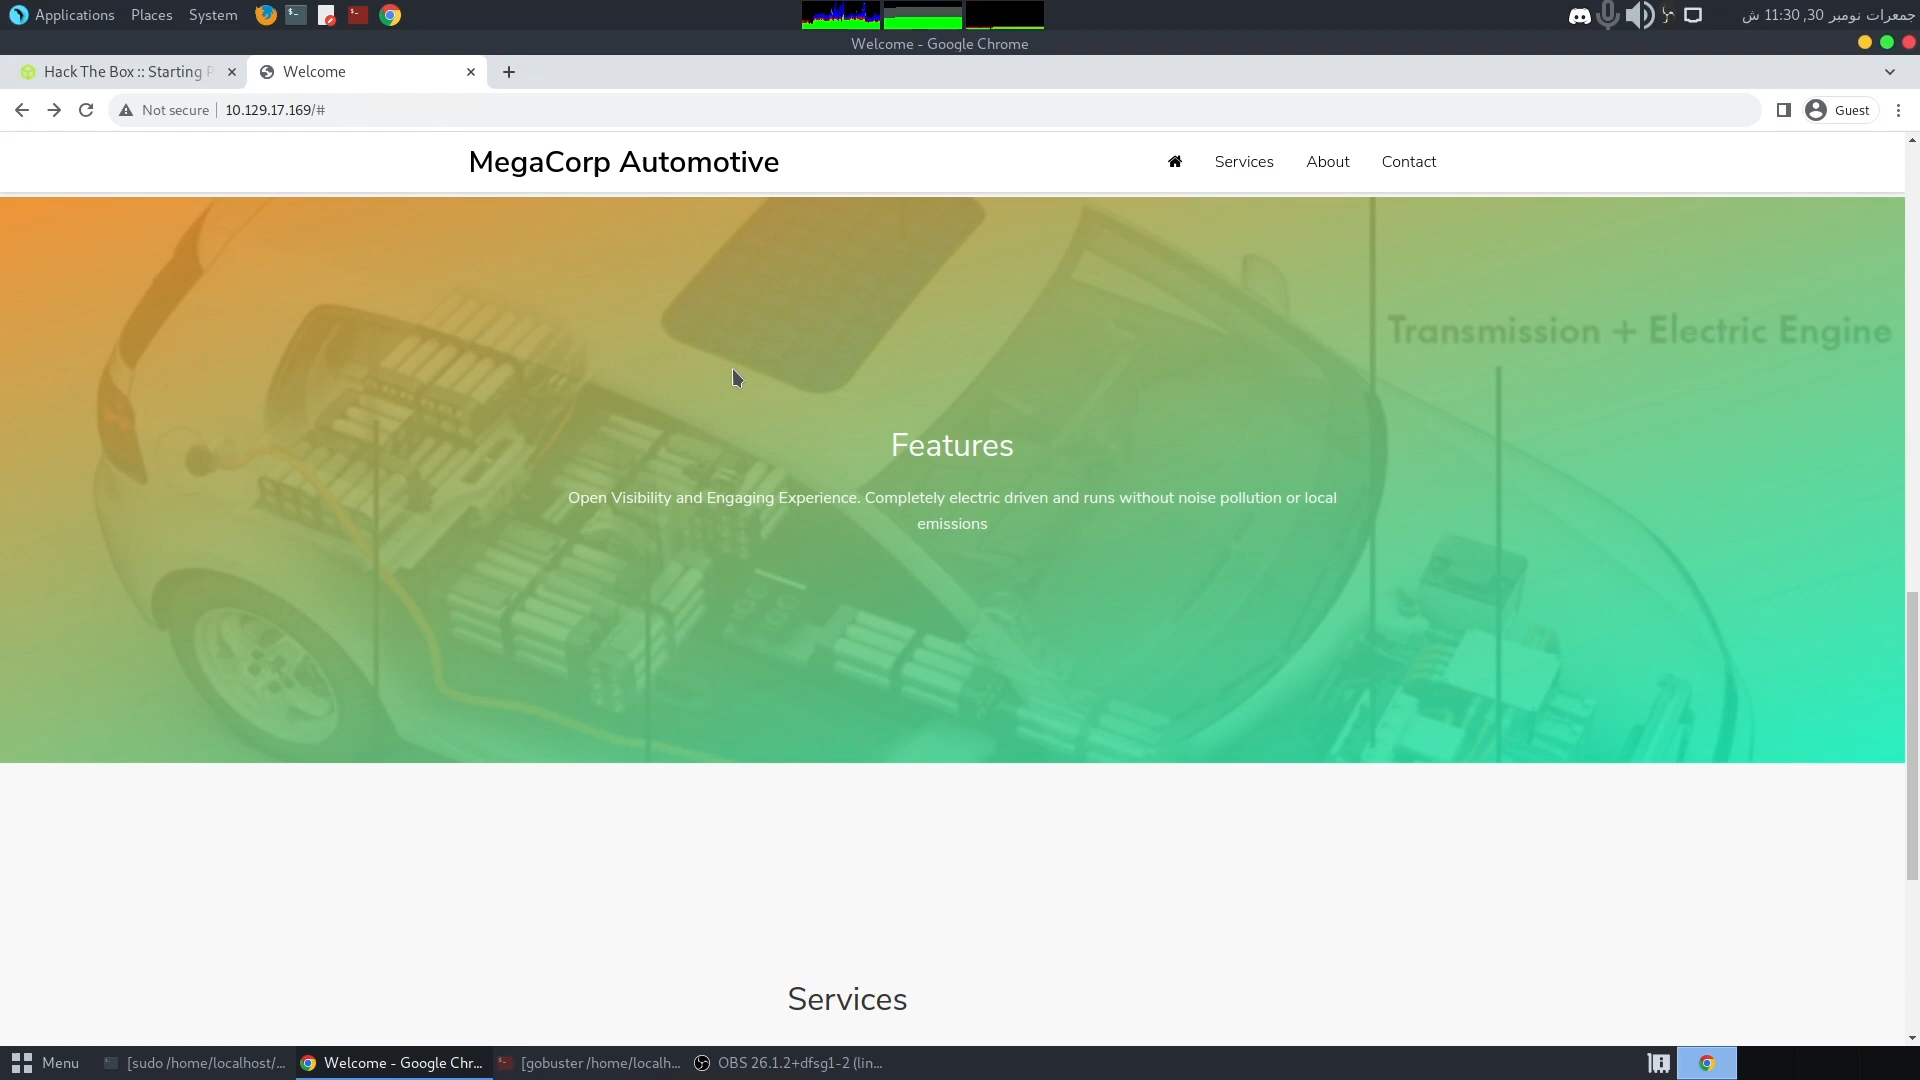 Applications Places System
جمعرات نومبر 30, 11:30 ش
Welcome - Google Chrome
Hack The Box :: Starting P
Welcome
Not secure 10.129.17.169/#
Guest
MegaCorp Automotive
Services About Contact
Transmission + Electric Engine
Features
Open Visibility and Engaging Experience. Completely electric driven and runs without noise pollution or local
emissions
Services
Menu [sudo /home/localhost/... Welcome - Google Chr... [gobuster /home/localh... OBS 26.1.2+dfsg1-2 (lin...